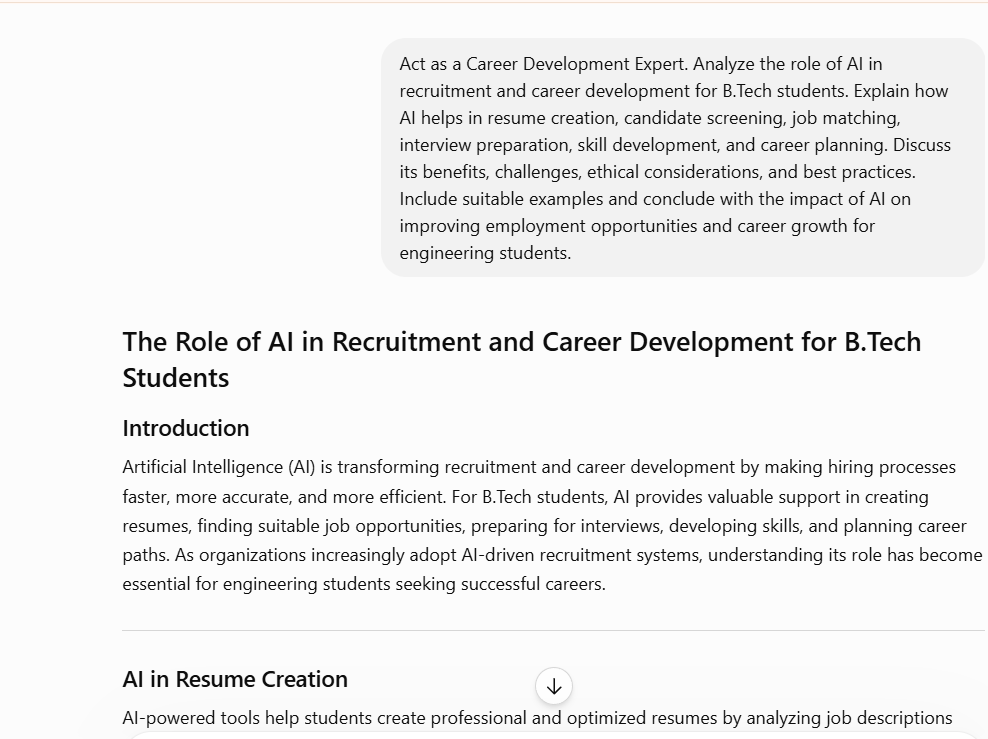 Act as a Career Development Expert. Analyze the role of AI in
recruitment and career development for B.Tech students. Explain how
AI helps in resume creation, candidate screening, job matching,
interview preparation, skill development, and career planning. Discuss
its benefits, challenges, ethical considerations, and best practices.
Include suitable examples and conclude with the impact of AI on
improving employment opportunities and career growth for
engineering students.
The Role of AI in Recruitment and Career Development for B.Tech
Students
Introduction
Artificial Intelligence (AI) is transforming recruitment and career development by making hiring processes
faster, more accurate, and more efficient. For B.Tech students, AI provides valuable support in creating
resumes, finding suitable job opportunities, preparing for interviews, developing skills, and planning career
paths. As organizations increasingly adopt AI-driven recruitment systems, understanding its role has become
essential for engineering students seeking successful careers.
AI in Resume Creation
AI-powered tools help students create professional and optimized resumes by analyzing job descriptions